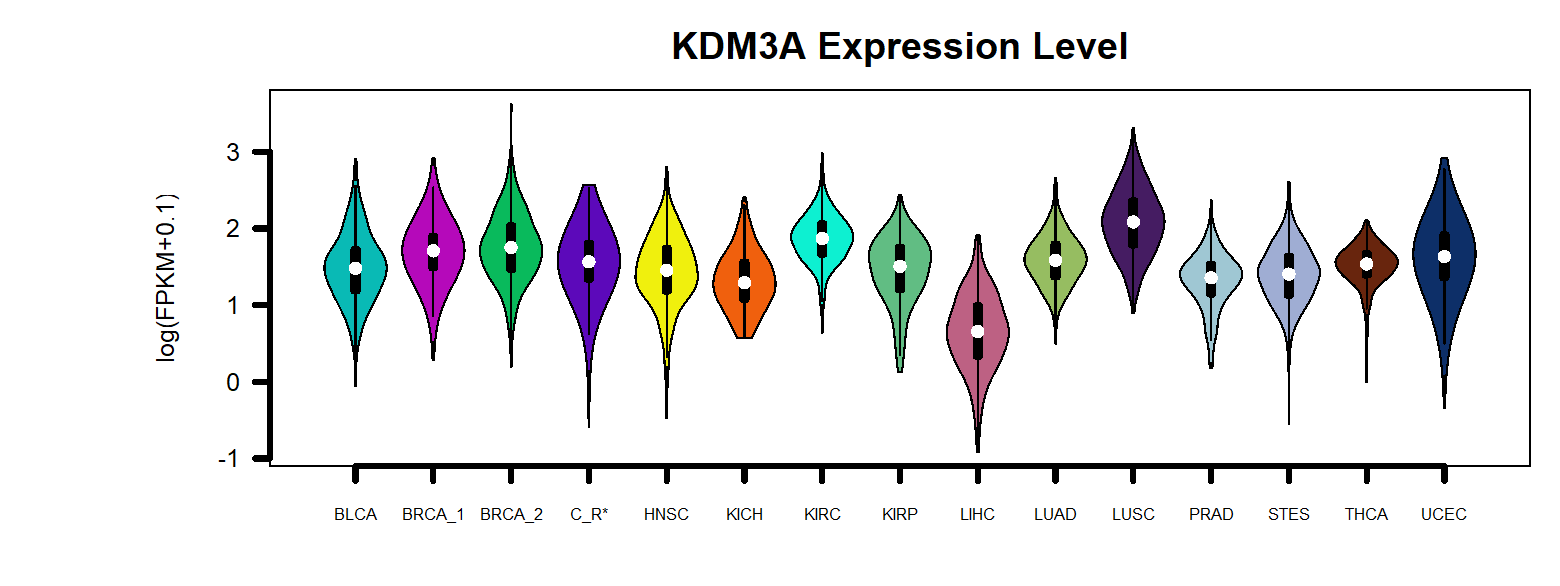 KDM3A Expression Level
log(FPKM+0.1)
3
2
1
0
-1
BLCA BRCA_1 BRCA_2 C_R* HNSC KICH KIRC KIRP LIHC LUAD LUSC PRAD STES THCA UCEC